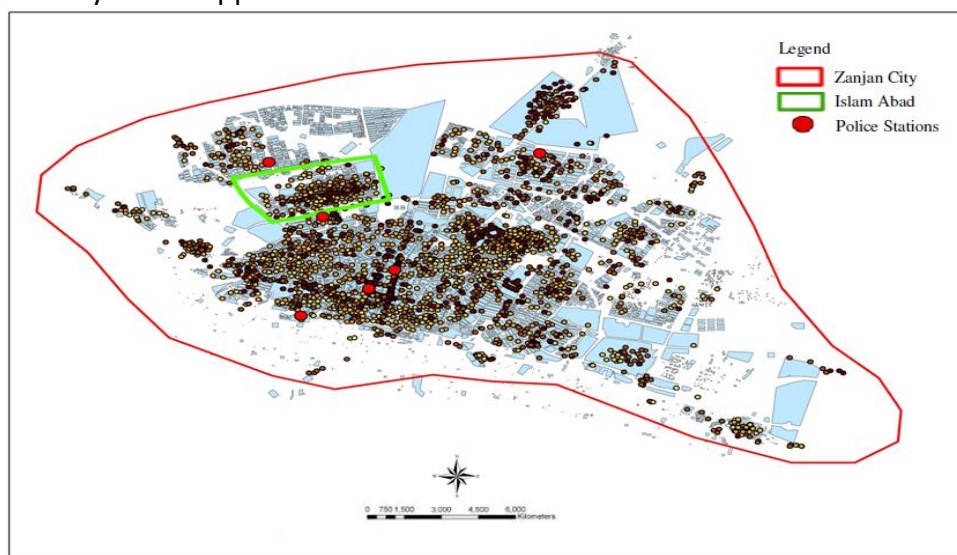 Legend
Zanjan City
Islam Abad
Police Stations
N
W E
S
0 750 1,500 3,000 4,500 6,000
Kilometers